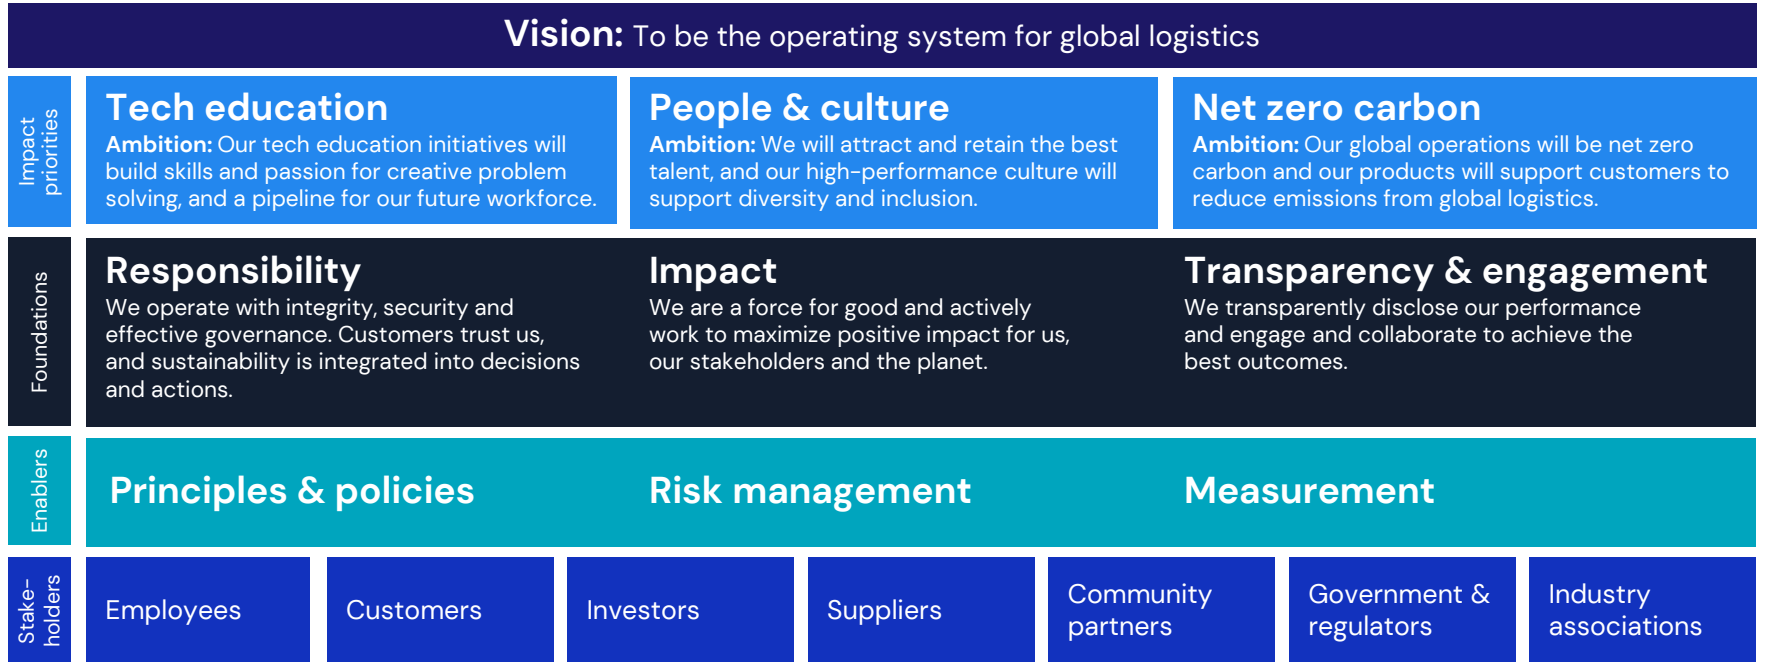 Vision: To be the operating system for global logistics
Impact
priorities
Tech education
Ambition: Our tech education initiatives will
build skills and passion for creative problem
solving, and a pipeline for our future workforce.
People & culture
Ambition: We will attract and retain the best
talent, and our high-performance culture will
support diversity and inclusion.
Net zero carbon
Ambition: Our global operations will be net zero
carbon and our products will support customers to
reduce emissions from global logistics.
Foundations
Responsibility
We operate with integrity, security and
effective governance. Customers trust us,
and sustainability is integrated into decisions
and actions.
Impact
We are a force for good and actively
work to maximize positive impact for us,
our stakeholders and the planet.
Transparency & engagement
We transparently disclose our performance
and engage and collaborate to achieve the
best outcomes.
Enablers
Principles & policies
Risk management
Measurement
Stake-
holders
Employees
Customers
Investors
Suppliers
Community
partners
Government &
regulators
Industry
associations